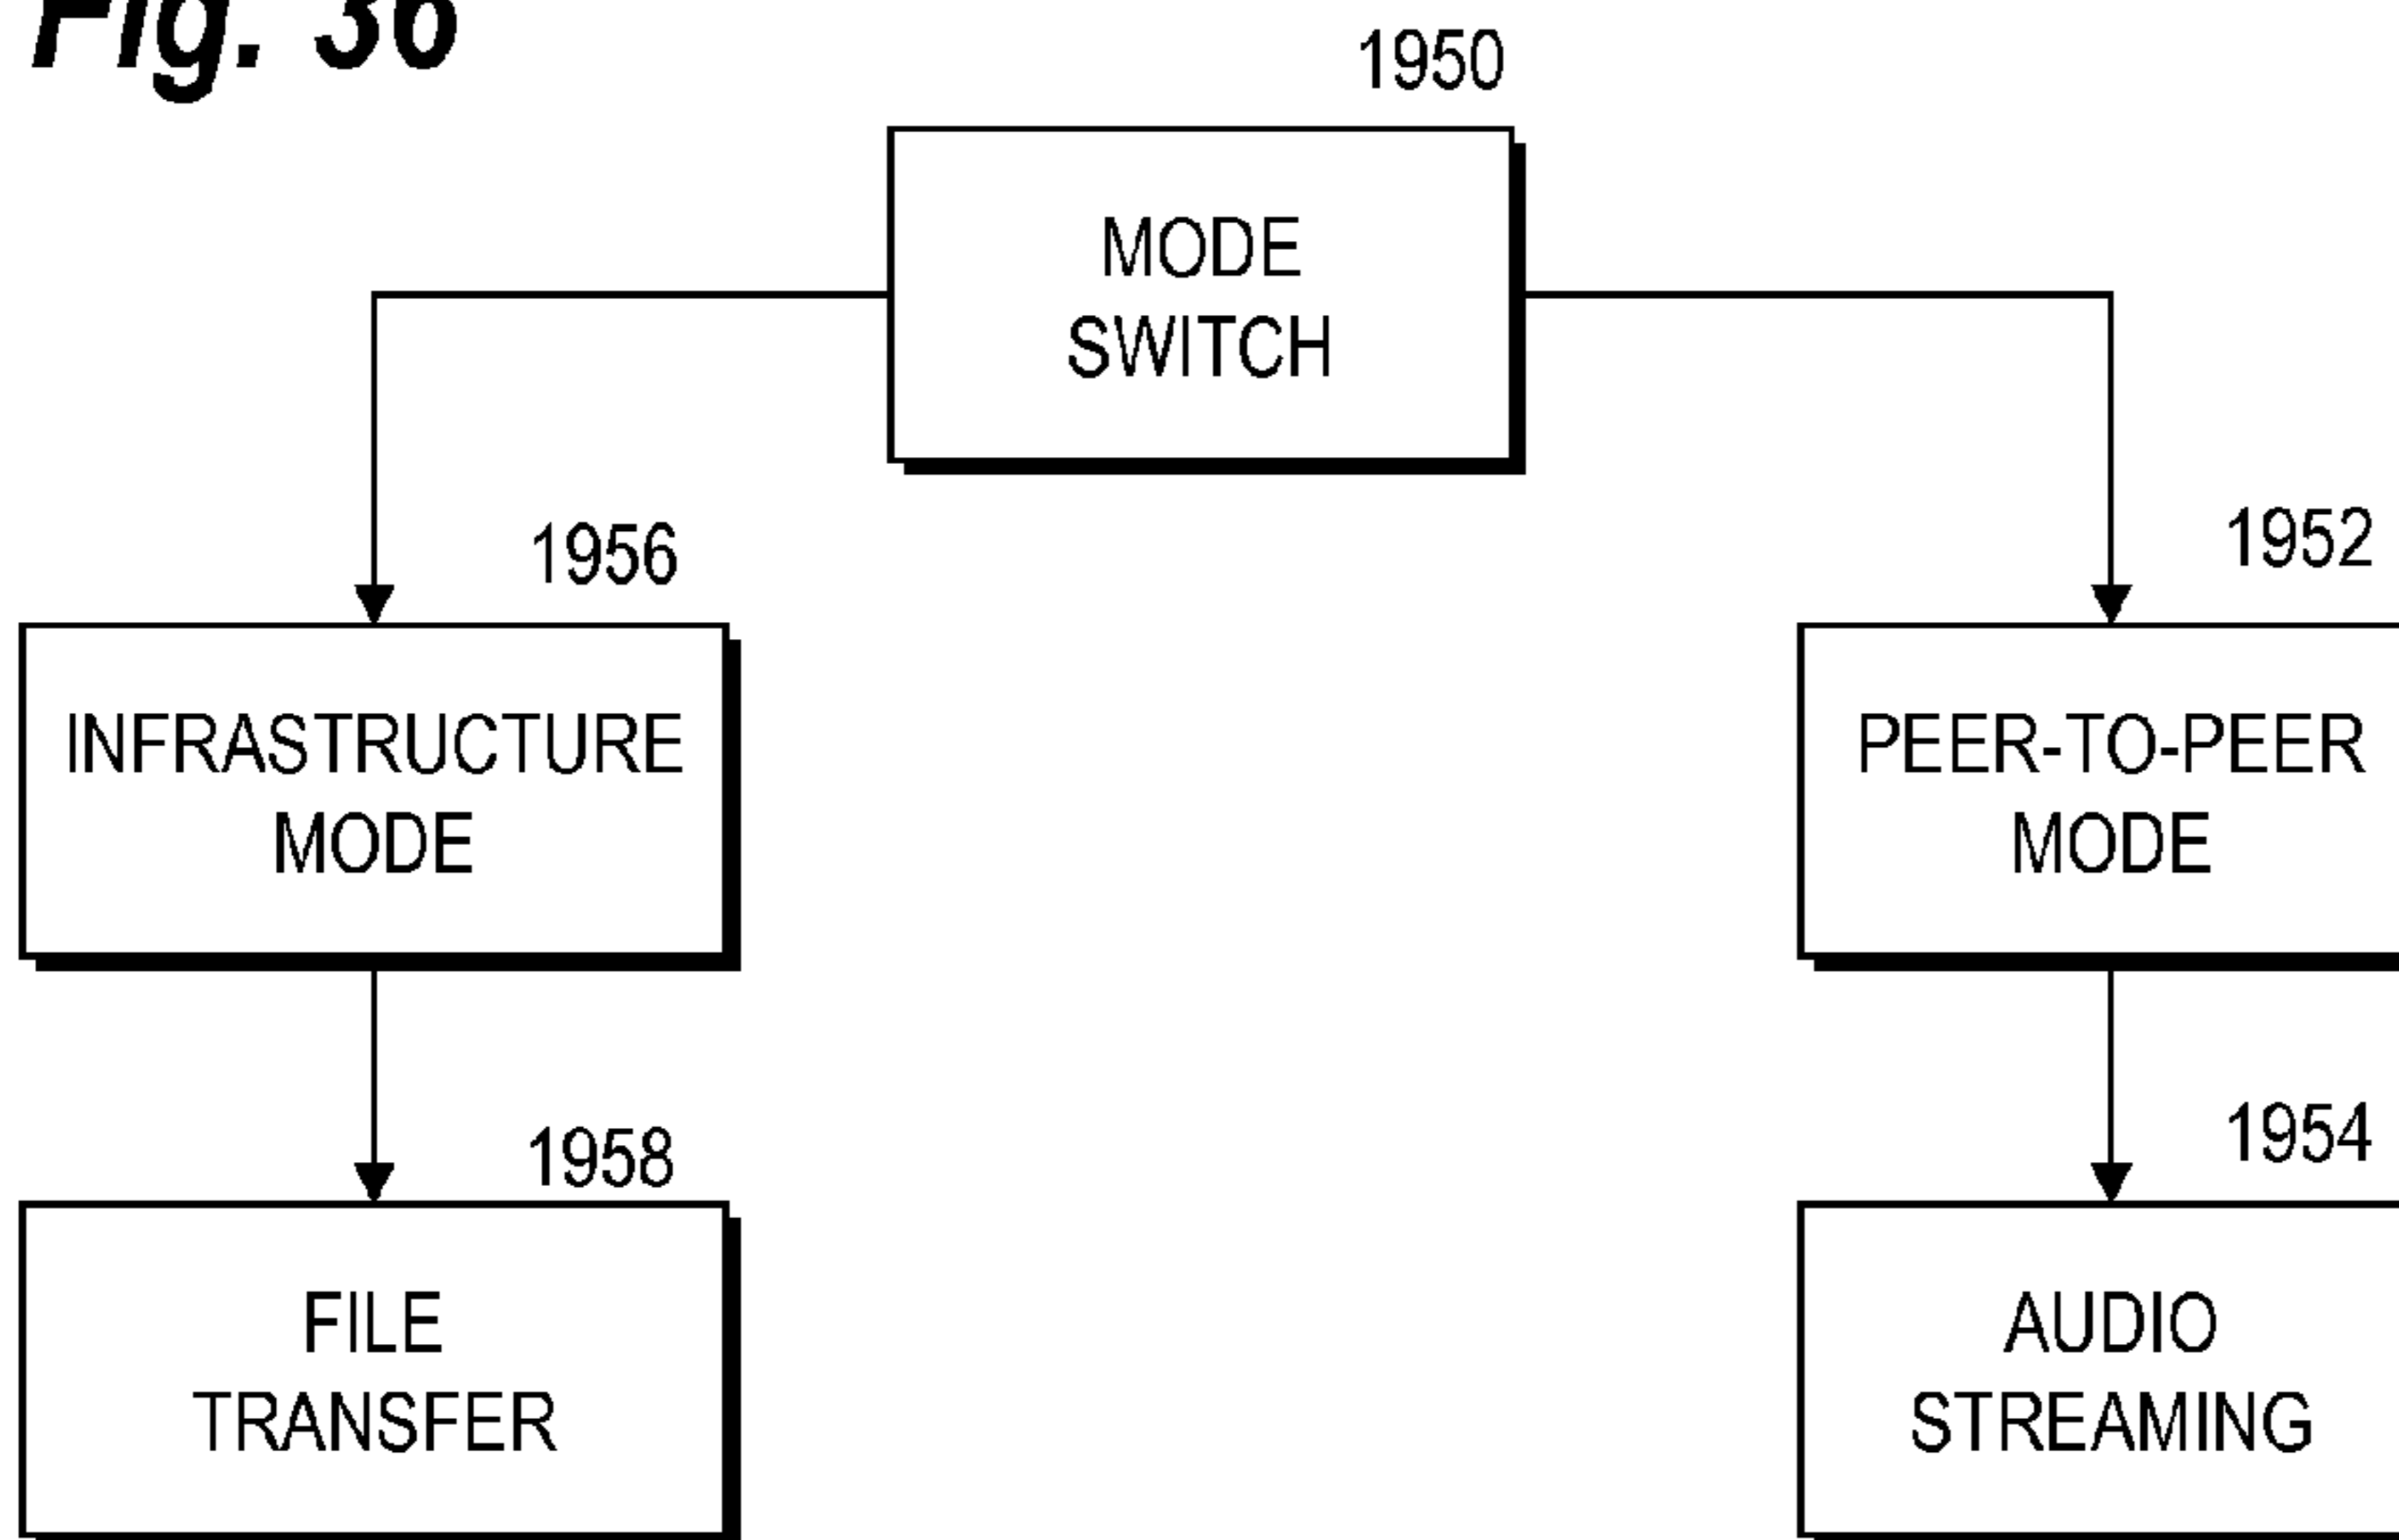 Fig. 36
1950
MODE
SWITCH
1956
1952
INFRASTRUCTURE
MODE
PEER-TO-PEER
MODE
1958
1954
FILE
TRANSFER
AUDIO
STREAMING